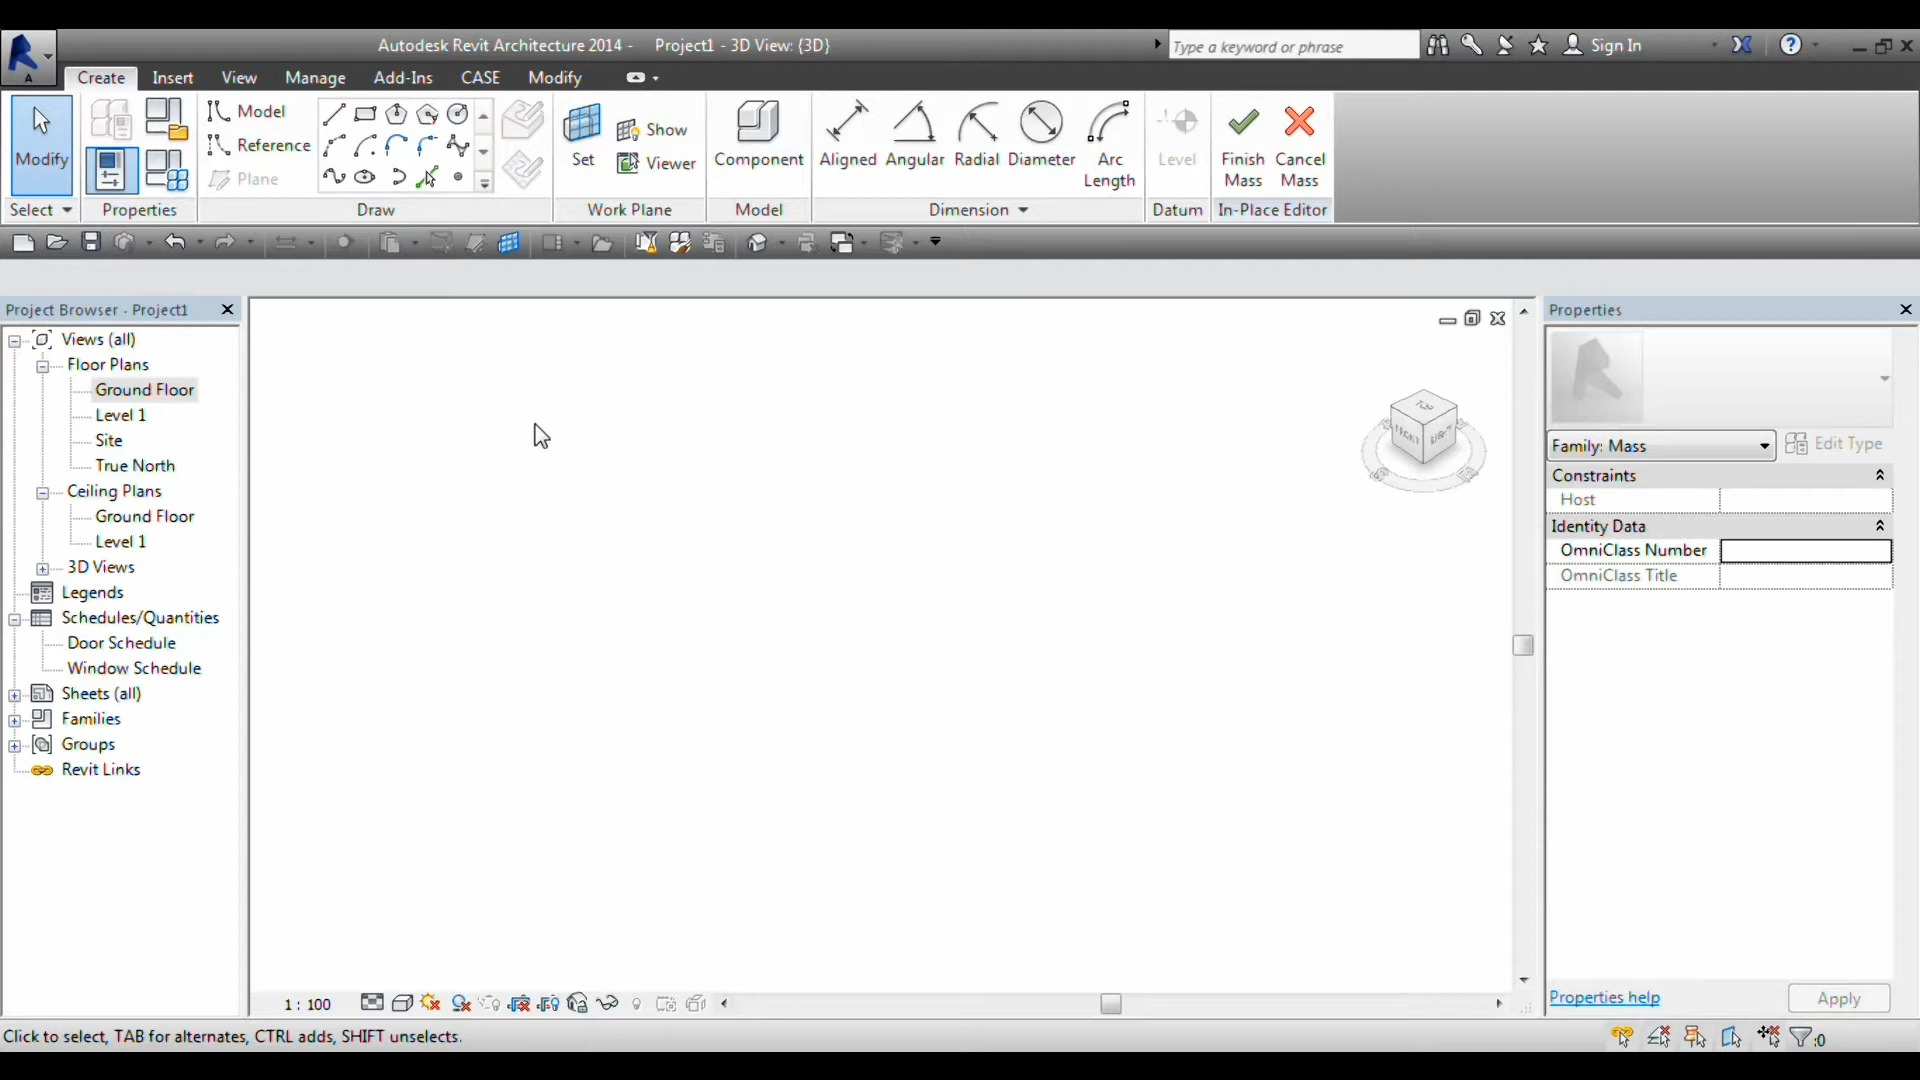 Autodesk Revit Architecture 2014 - Project1 - 3D View: {3D}
Type a keyword or phrase
Sign In
A
Create Insert View Manage Add-Ins CASE Modify
Modify
Model
Reference
Plane
Set
Show
Viewer
Component
Aligned Angular Radial Diameter Arc Length
Level
Finish Mass
Cancel Mass
Select Properties Draw Work Plane Model Dimension Datum In-Place Editor
Project Browser - Project1
Views (all)
Floor Plans
Ground Floor
Level 1
Site
True North
Ceiling Plans
Ground Floor
Level 1
3D Views
Legends
Schedules/Quantities
Door Schedule
Window Schedule
Sheets (all)
Families
Groups
Revit Links
TOP
FRONT
RIGHT
Properties
Family: Mass
Edit Type
Constraints
Host
Identity Data
OmniClass Number
OmniClass Title
Properties help
Apply
1 : 100
Click to select, TAB for alternates, CTRL adds, SHIFT unselects.
:0